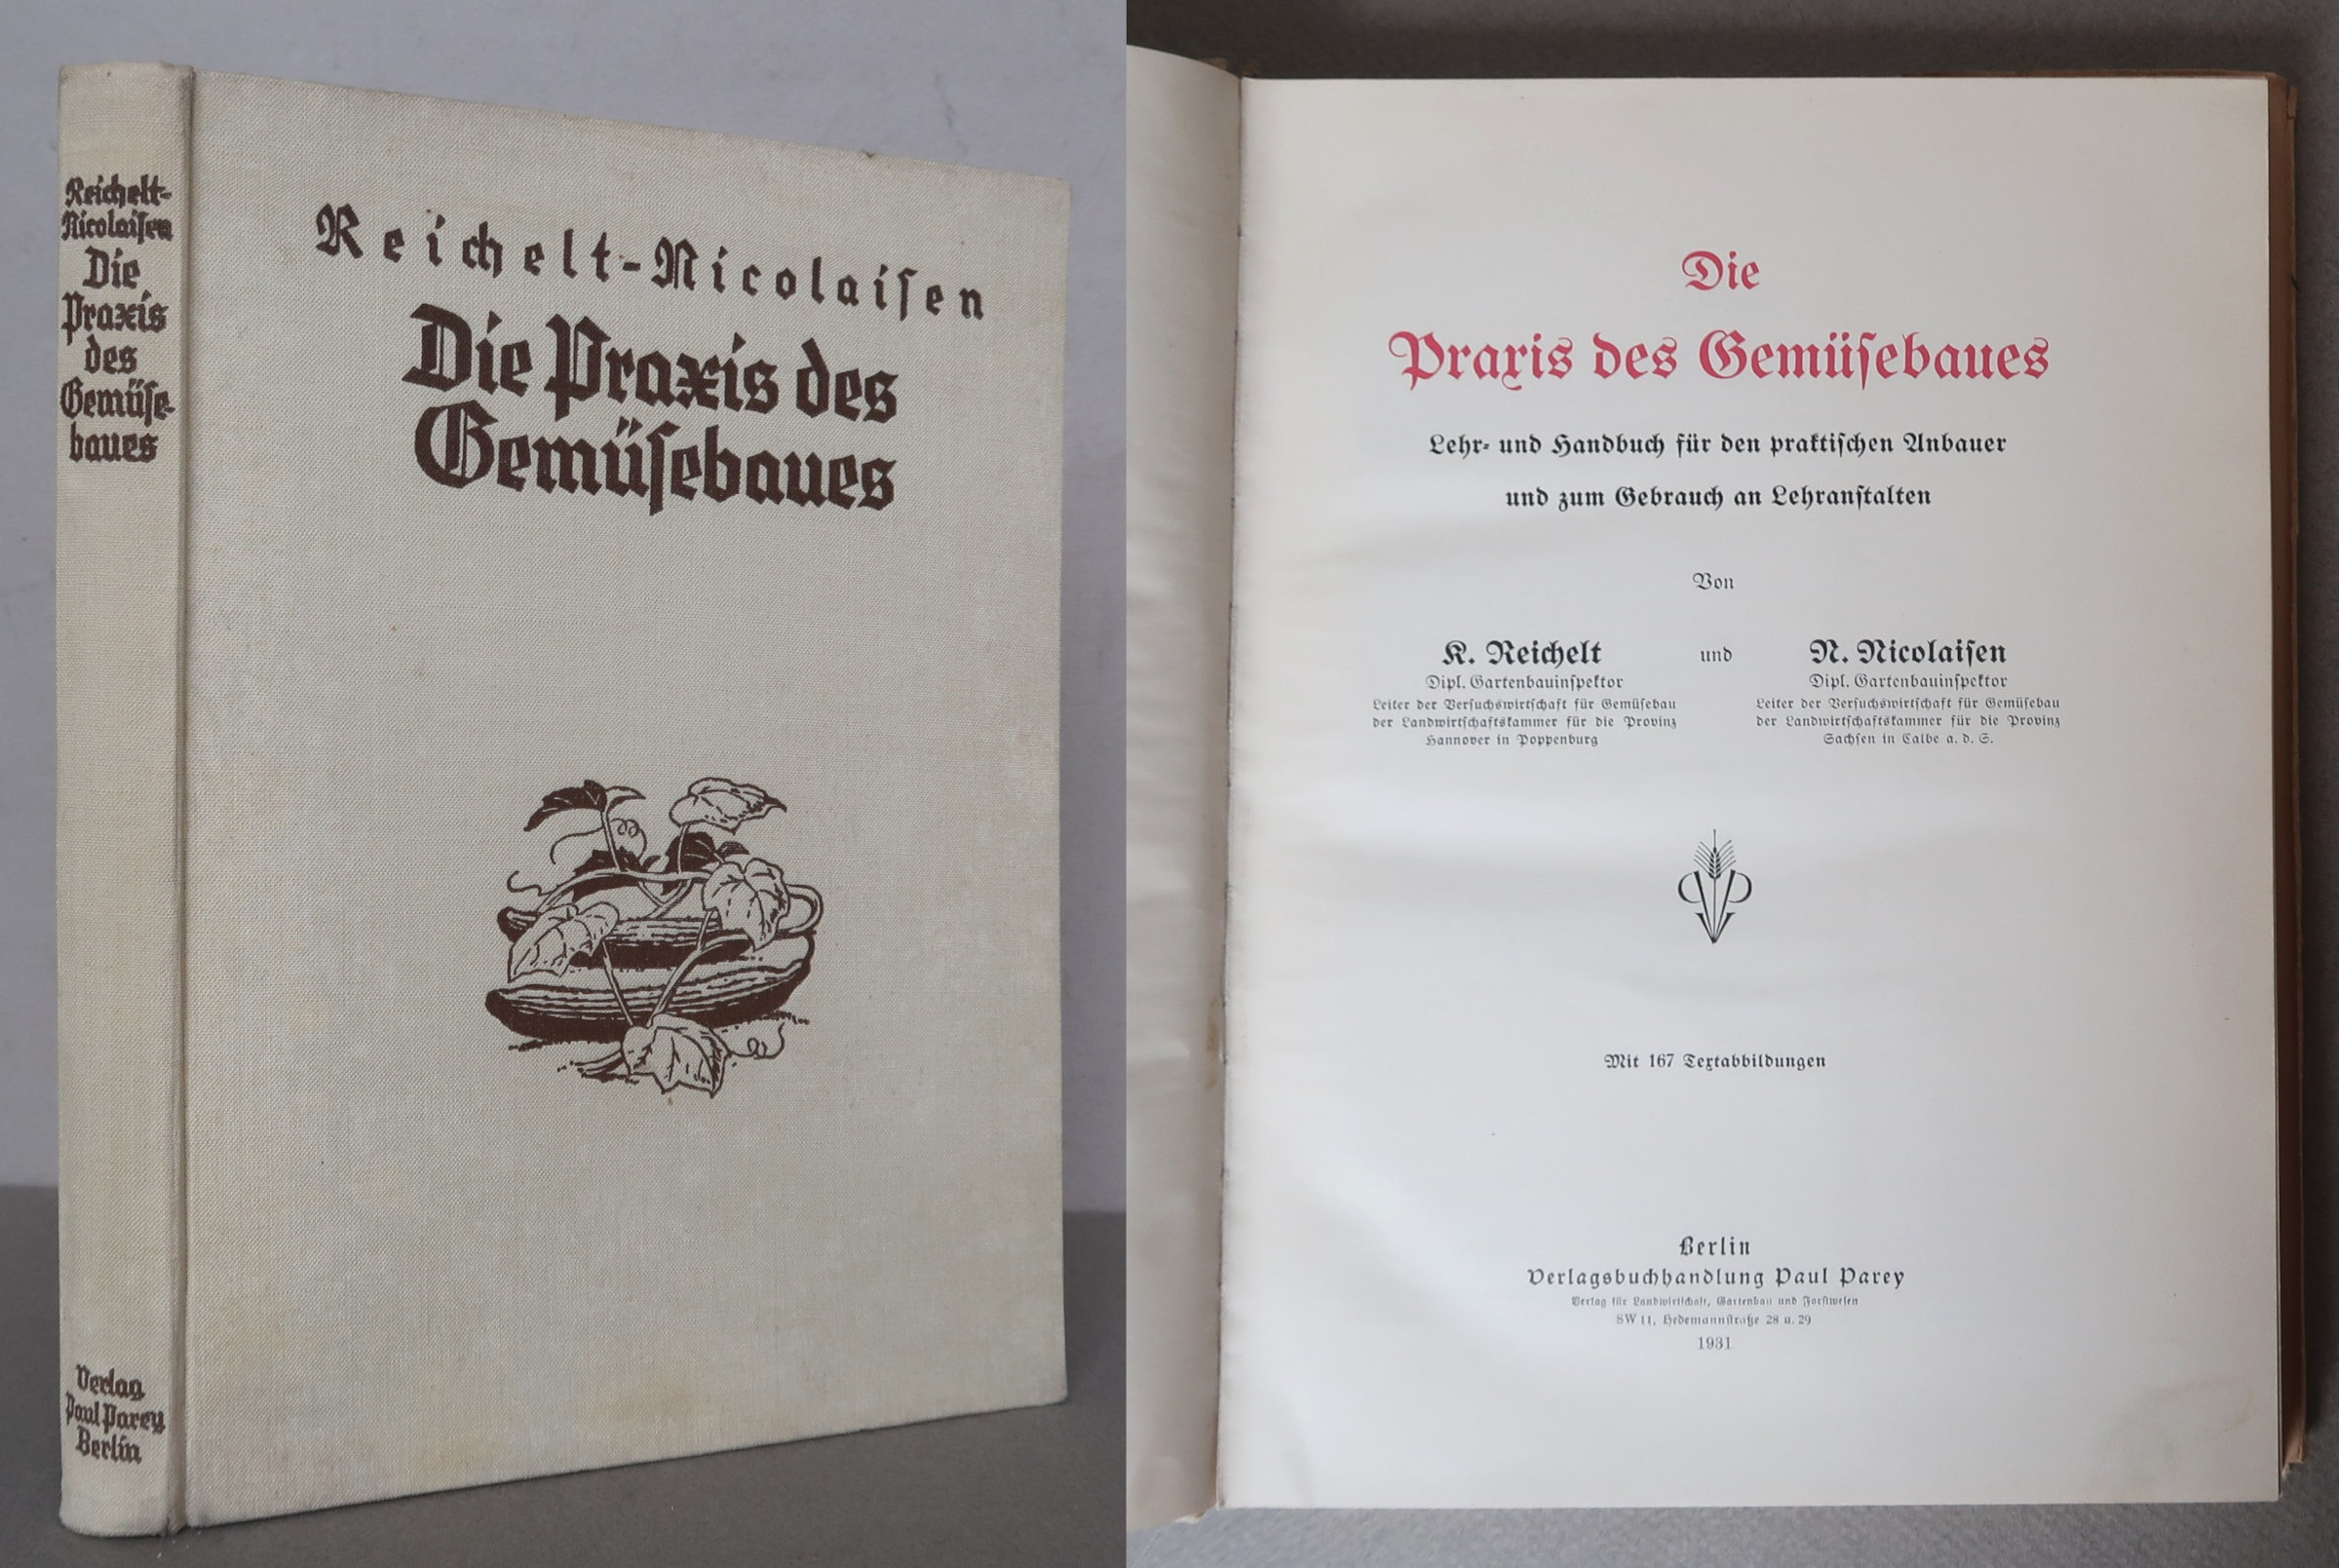 Reichelt-
Nicolaisen
Die
Praxis
des
Gemüse-
baues
Verlag
Paul Parey
Berlin
Reichelt-Nicolaisen
Die Praxis des
Gemüsebaues
Die
Praxis des Gemüsebaues
Lehr- und Handbuch für den praktischen Anbauer
und zum Gebrauch an Lehranstalten
Von
K. Reichelt und N. Nicolaisen
Dipl. Gartenbauinspektor
Leiter der Versuchswirtschaft für Gemüsebau
der Landwirtschaftskammer für die Provinz
Hannover in Poppenburg
Dipl. Gartenbauinspektor
Leiter der Versuchswirtschaft für Gemüsebau
der Landwirtschaftskammer für die Provinz
Sachsen in Calbe a. d. S.
Mit 167 Textabbildungen
Berlin
Verlagsbuchhandlung Paul Parey
Verlag für Landwirtschaft, Gartenbau und Forstwesen
SW 11, Hedemannstraße 28 u. 29
1931